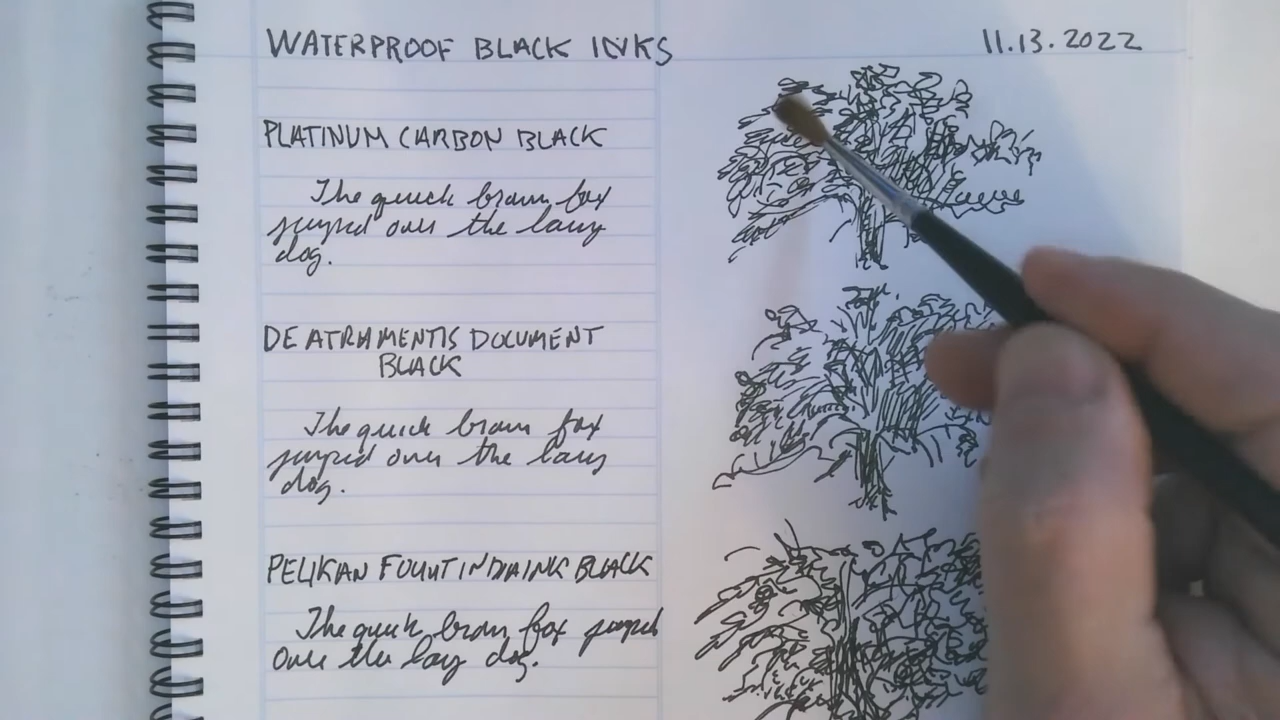 WATERPROOF BLACK INKS
11.13.2022
PLATINUM CARBON BLACK
The quick brown fox
jumped over the lazy
dog.
DE ATRAMENTIS DOCUMENT
BLACK
The quick brown fox
jumped over the lazy
dog.
PELIKAN FOUNT INDIA INK BLACK
The quick brown fox jumped
over the lazy dog.